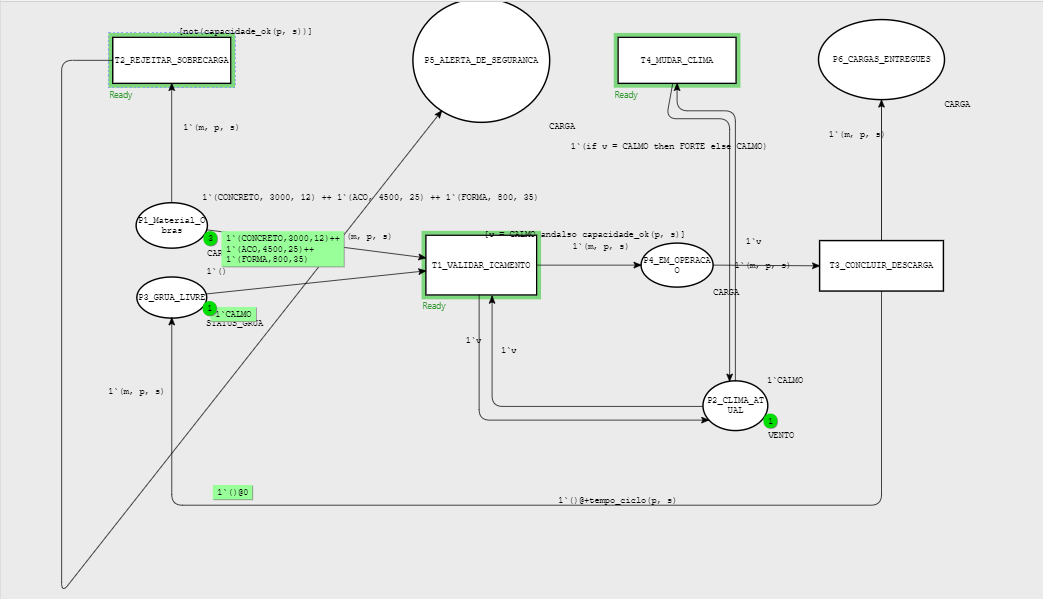 [not(capacidade_ok(p, s))]
T2_REJEITAR_SOBRECARGA
Ready
P5_ALERTA_DE_SEGURANCA
CARGA
T4_MUDAR_CLIMA
Ready
P6_CARGAS_ENTREGUES
CARGA
1`(m, p, s)
1`(m, p, s)
1`(if v = CALMO then FORTE else CALMO)
1`(CONCRETO, 3000, 12) ++ 1`(ACO, 4500, 25) ++ 1`(FORMA, 800, 35)
P1_Material_O
bras
3
1`(CONCRETO,3000,12)++
1`(ACO,4500,25)++
1`(FORMA,800,35)
(m, p, s)
[v = CALMO andalso capacidade_ok(p, s)]
T1_VALIDAR_ICAMENTO
Ready
1`(m, p, s)
P4_EM_OPERACA
O
CARGA
1`v
1`(m, p, s)
T3_CONCLUIR_DESCARGA
1`()
P3_GRUA_LIVRE
1
1`CALMO
STATUS_GRUA
1`v
1`v
1`(m, p, s)
1`CALMO
P2_CLIMA_AT
UAL
1
VENTO
1`()@0
1`()@+tempo_ciclo(p, s)